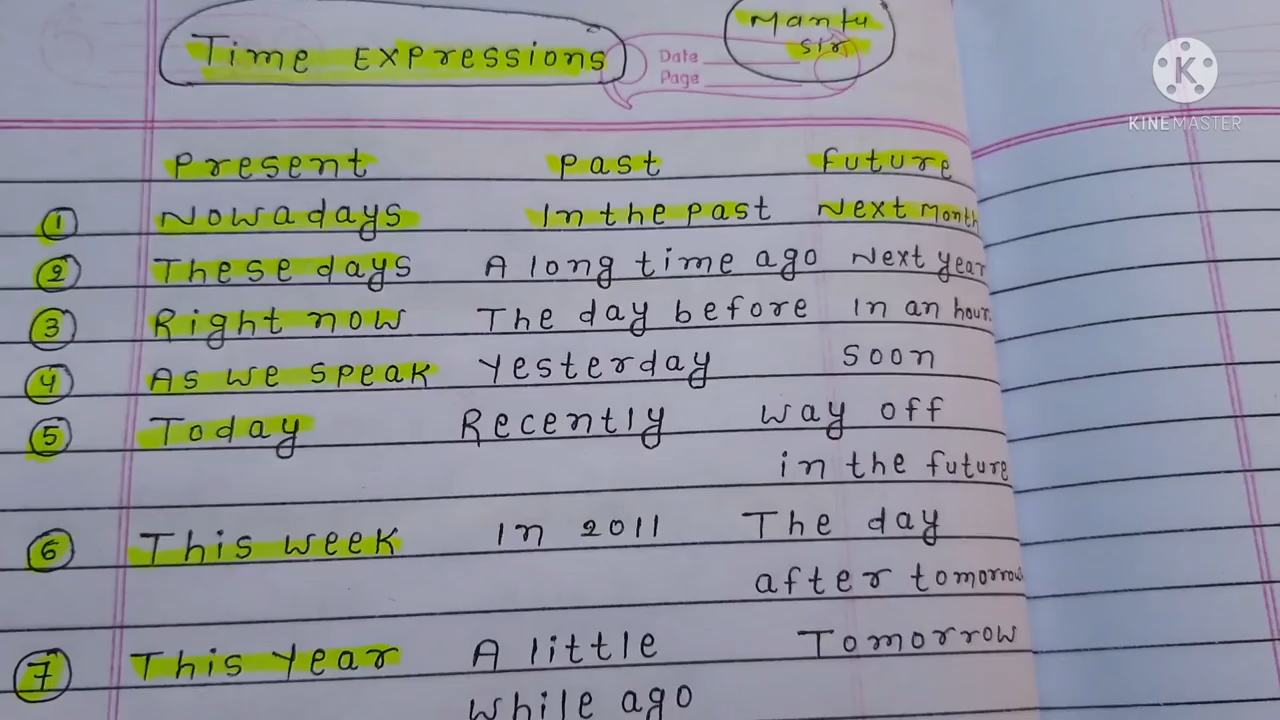 Time Expressions
Mantu
sir
Date
Page
KINEMASTER
Present Past Future
1 Nowadays In the past Next Month
2 These days A long time ago Next year
3 Right now The day before In an hour.
4 As we speak Yesterday Soon
5 Today Recently Way off
in the future
6 This week In 2011 The day
after tomorrow
7 This year A little Tomorrow
while ago